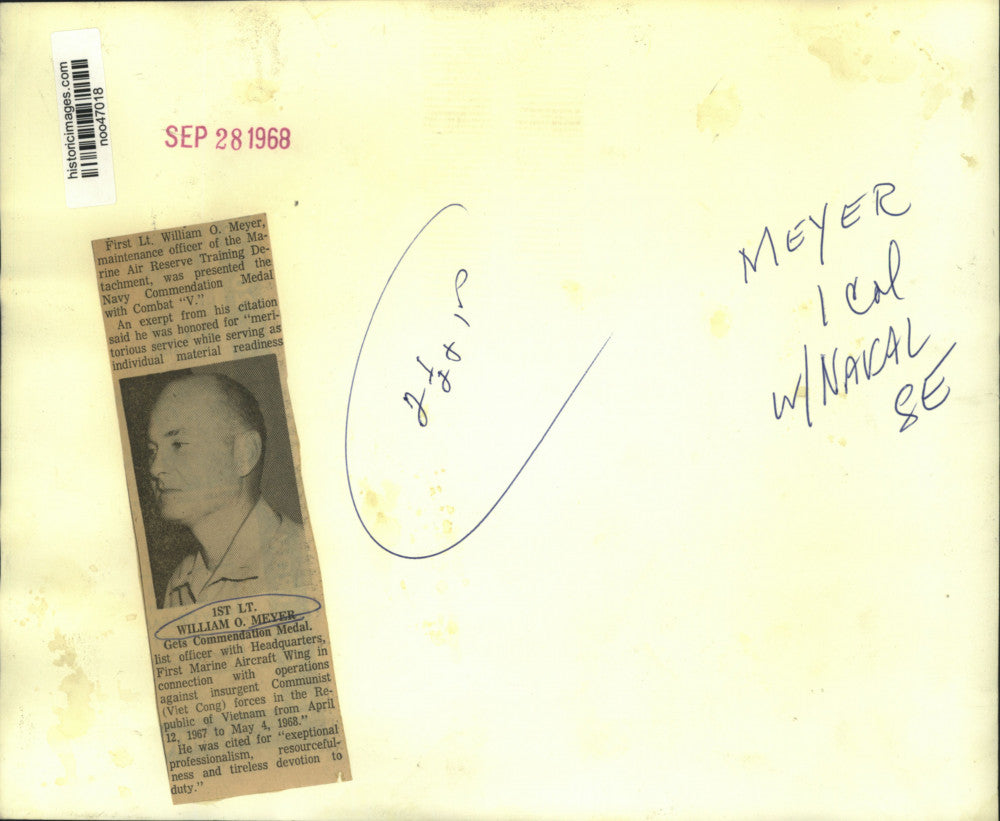 historicimages.com
noo47018
SEP 28 1968
First Lt. William O. Meyer,
maintenance officer of the Ma-
rine Air Reserve Training De-
tachment, was presented the
Navy Commendation Medal
with Combat "V."
An exerpt from his citation
said he was honored for "meri-
torious service while serving as
individual material readiness
1ST LT.
WILLIAM O. MEYER
Gets Commendation Medal.
list officer with Headquarters,
First Marine Aircraft Wing in
connection with operations
against insurgent Communist
(Viet Cong) forces in the Re-
public of Vietnam from April
12, 1967 to May 4, 1968."
He was cited for "exeptional
professionalism, resourceful-
ness and tireless devotion to
duty."
MEYER
1 Col
W/NAVAL
SE